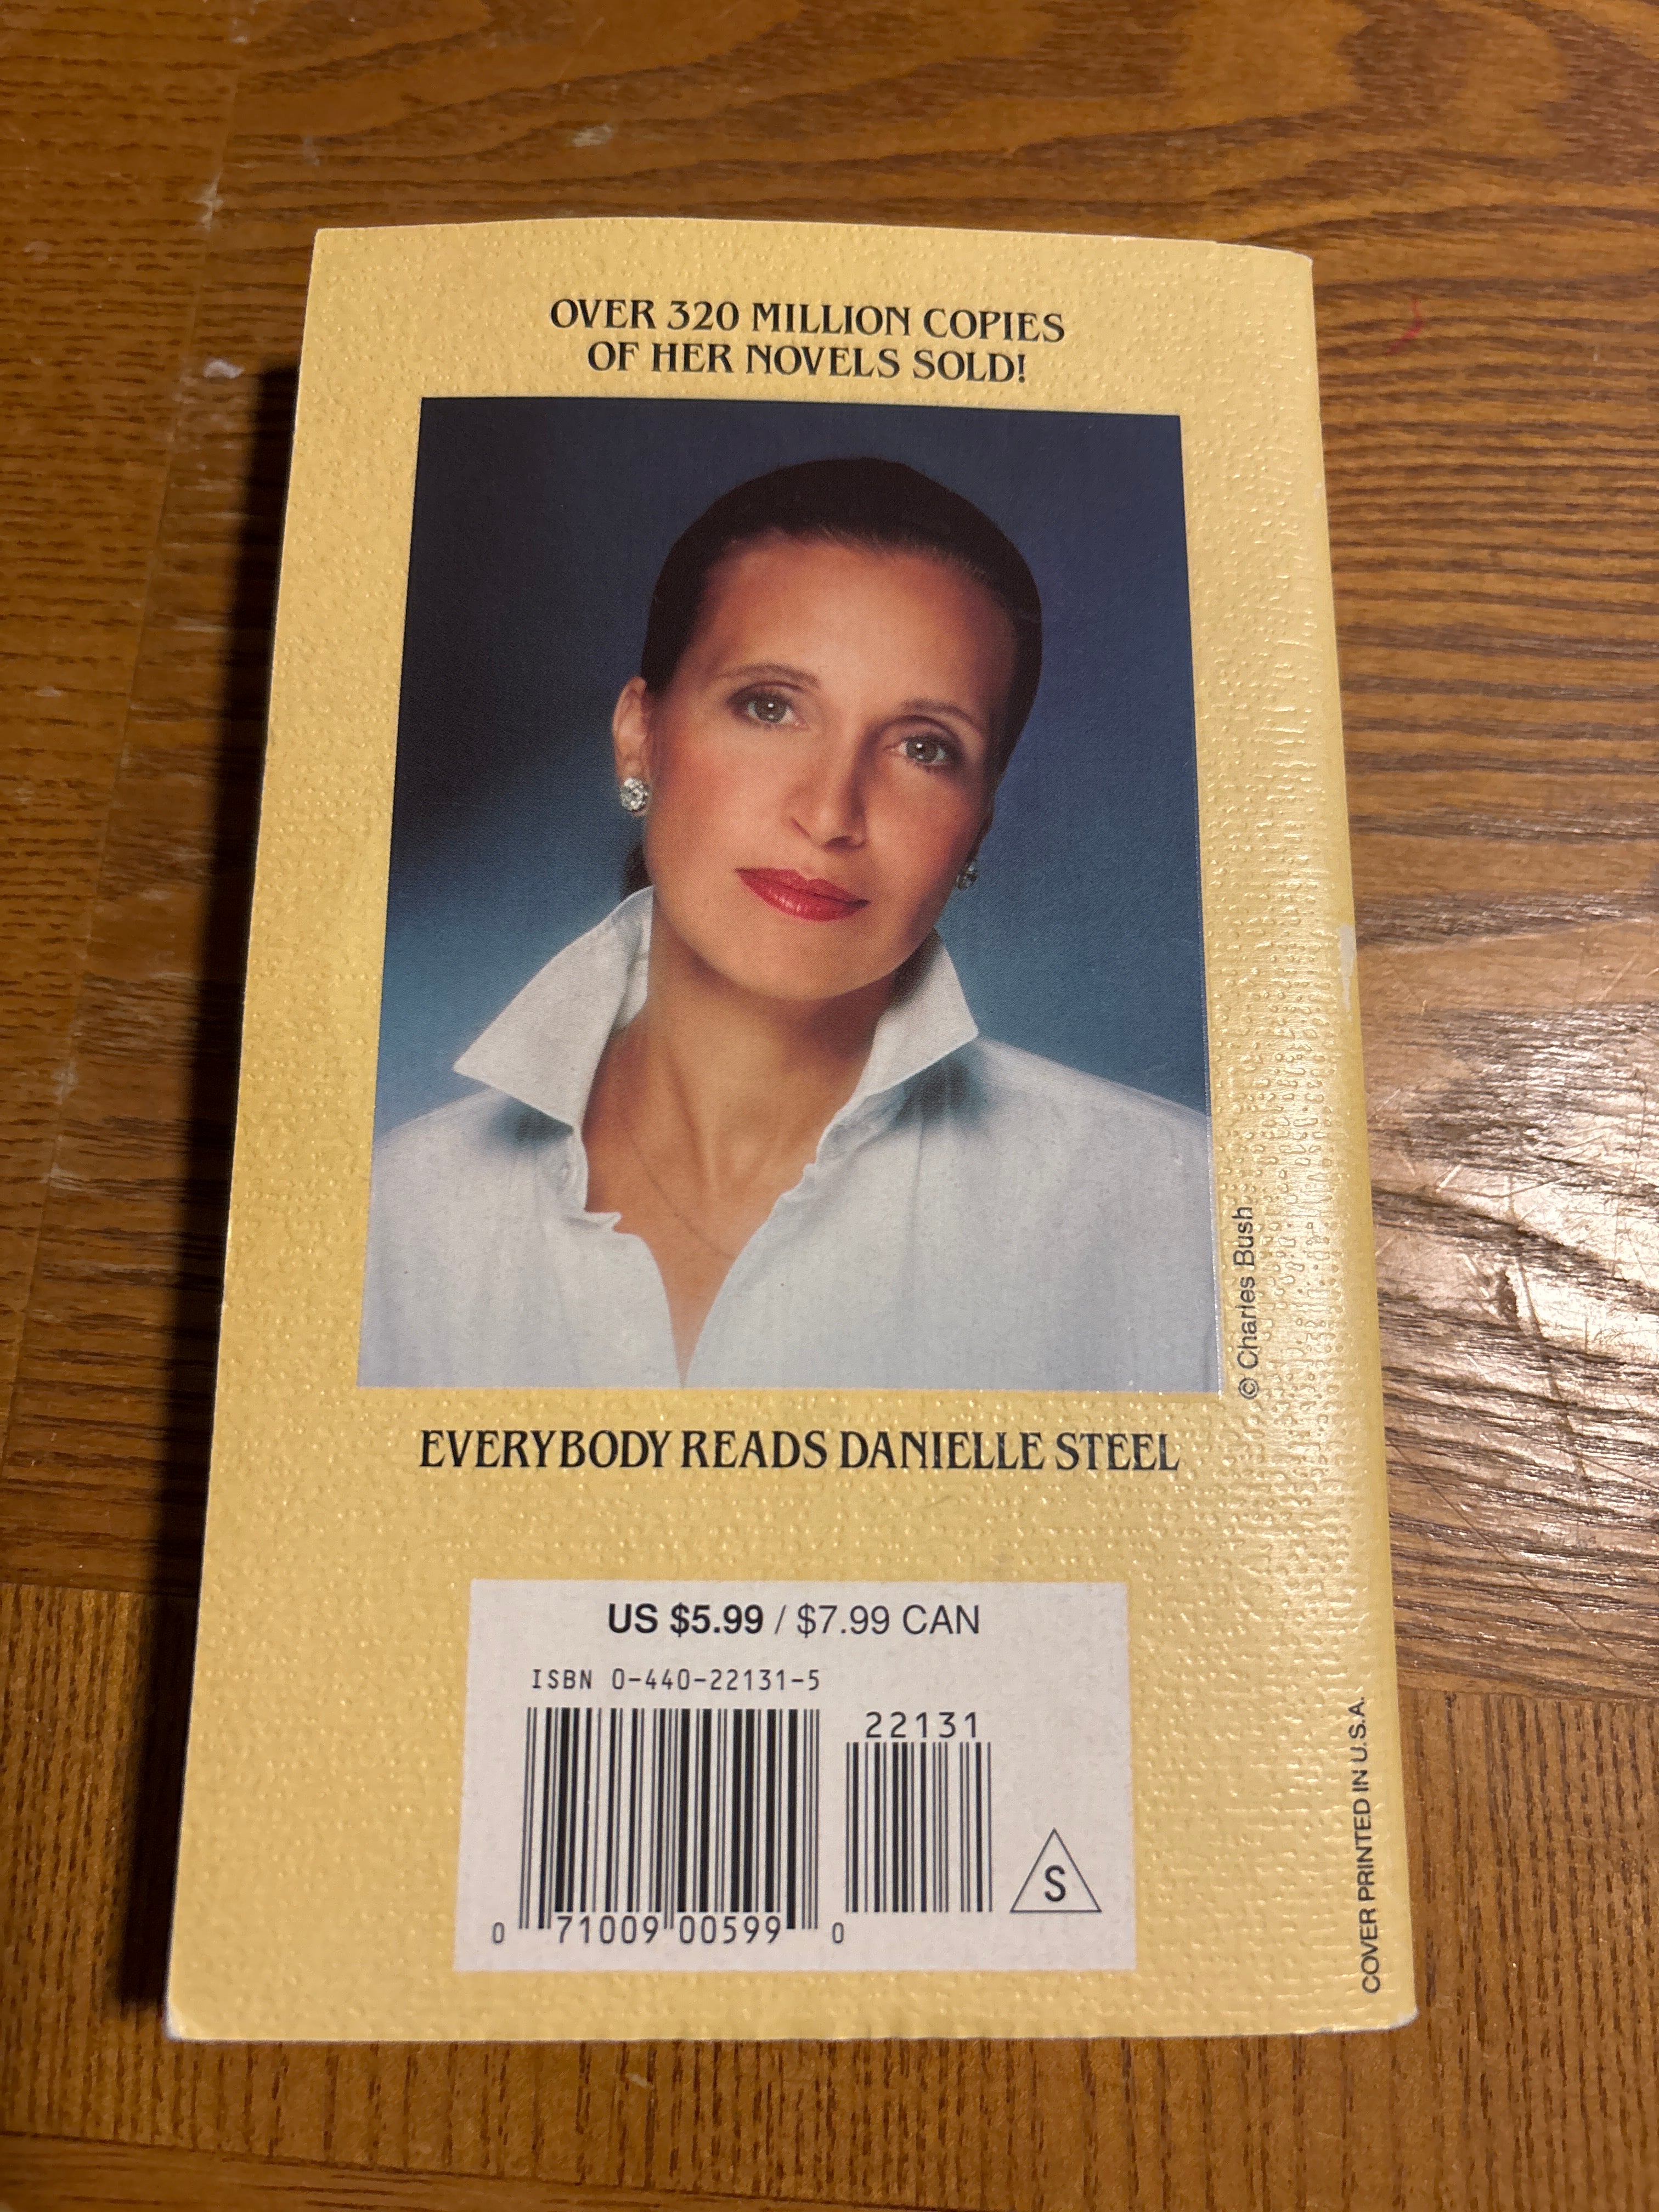 OVER 320 MILLION COPIES
OF HER NOVELS SOLD!
© Charles Bush
EVERYBODY READS DANIELLE STEEL
US $5.99 / $7.99 CAN
ISBN 0-440-22131-5
22131
0 71009 00599 0
S
COVER PRINTED IN U.S.A.